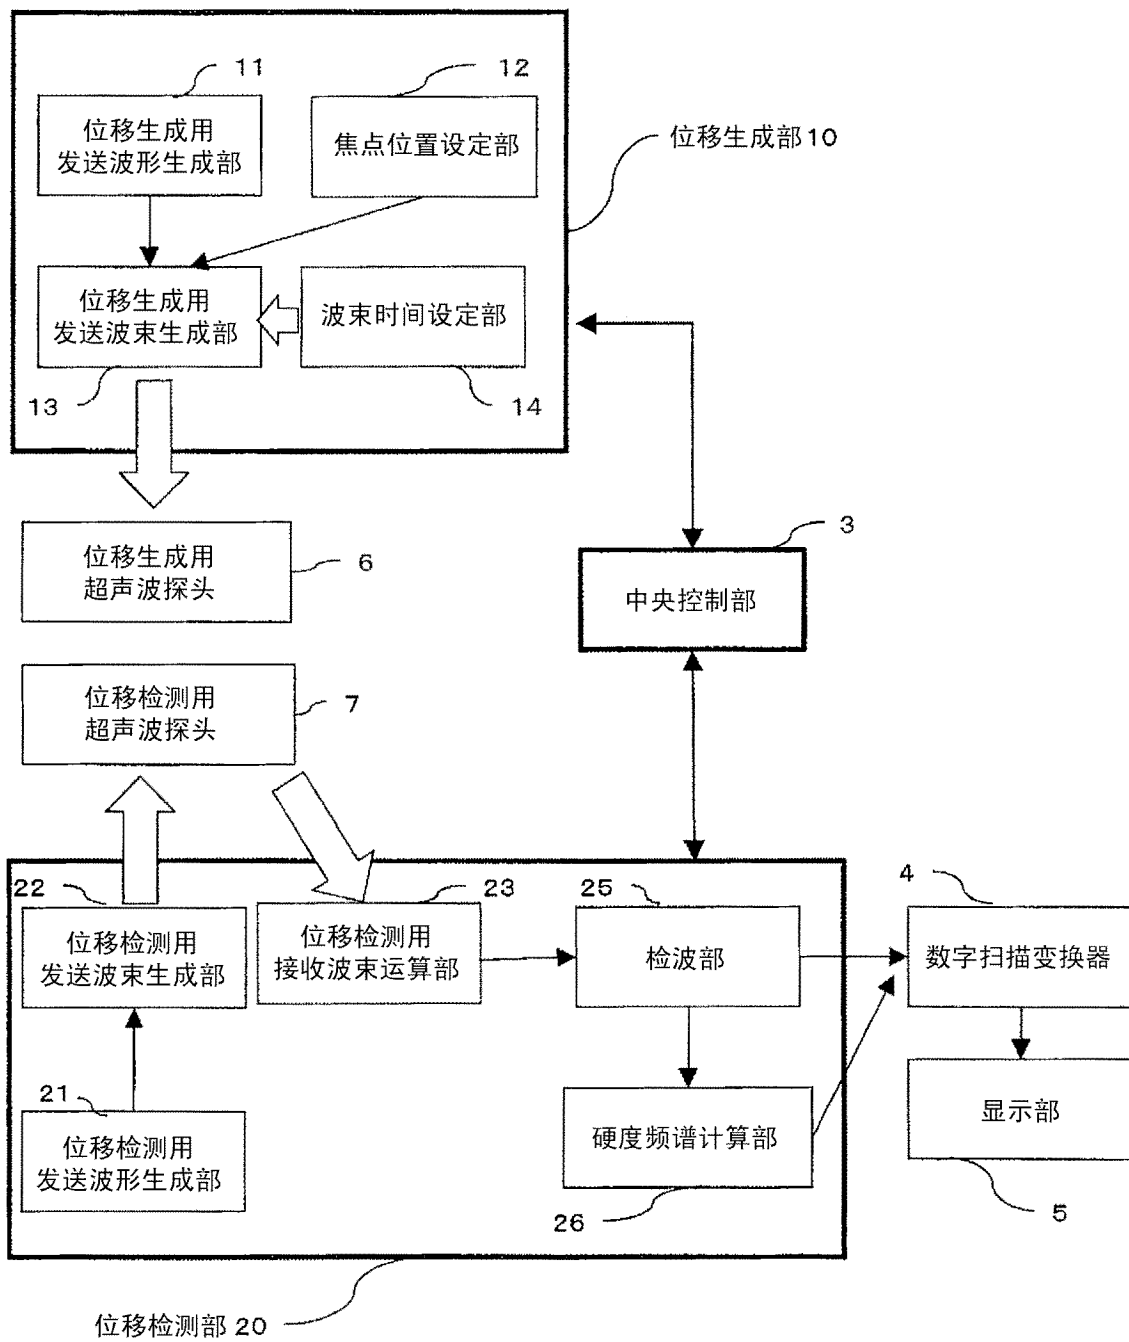 11
12
位移生成用
发送波形生成部
焦点位置设定部
位移生成部10
位移生成用
发送波束生成部
波束时间设定部
13
14
位移生成用
超声波探头
6
3
中央控制部
位移检测用
超声波探头
7
22
23
25
4
位移检测用
发送波束生成部
位移检测用
接收波束运算部
检波部
数字扫描变换器
21
位移检测用
发送波形生成部
硬度频谱计算部
显示部
26
5
位移检测部20